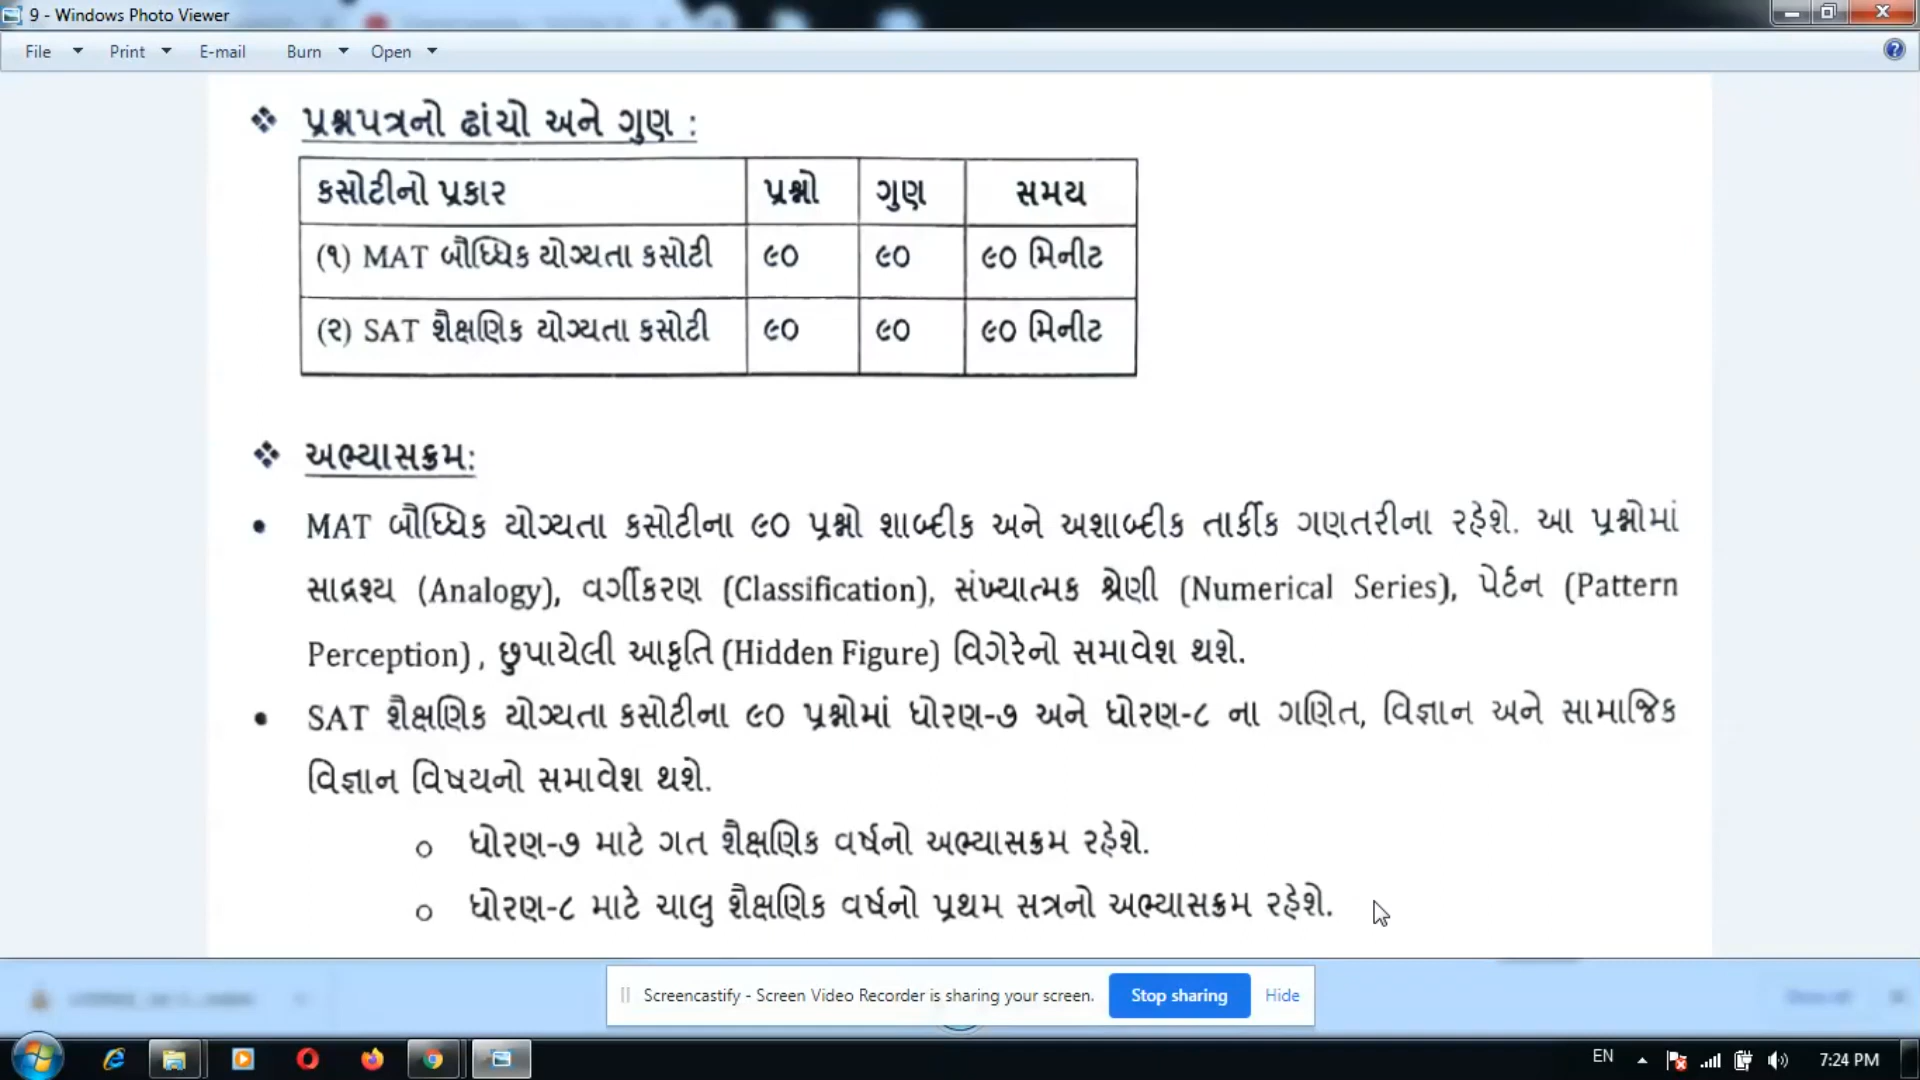 9 - Windows Photo Viewer
File Print E-mail Burn Open
❖ પ્રશ્નપત્રનો ઢાંચો અને ગુણ :
કસોટીનો પ્રકાર પ્રશ્નો ગુણ સમય
(૧) MAT બૌધ્ધિક યોગ્યતા કસોટી ૯૦ ૯૦ ૯૦ મિનીટ
(૨) SAT શૈક્ષણિક યોગ્યતા કસોટી ૯૦ ૯૦ ૯૦ મિનીટ
❖ અભ્યાસક્રમ:
• MAT બૌધ્ધિક યોગ્યતા કસોટીના ૯૦ પ્રશ્નો શાબ્દીક અને અશાબ્દીક તાર્કીક ગણતરીના રહેશે. આ પ્રશ્નોમાં
સાદ્રશ્ય (Analogy), વર્ગીકરણ (Classification), સંખ્યાત્મક શ્રેણી (Numerical Series), પેર્ટન (Pattern
Perception) , છુપાયેલી આકૃતિ (Hidden Figure) વિગેરેનો સમાવેશ થશે.
• SAT શૈક્ષણિક યોગ્યતા કસોટીના ૯૦ પ્રશ્નોમાં ધોરણ-૭ અને ધોરણ-૮ ના ગણિત, વિજ્ઞાન અને સામાજિક
વિજ્ઞાન વિષયનો સમાવેશ થશે.
o ધોરણ-૭ માટે ગત શૈક્ષણિક વર્ષનો અભ્યાસક્રમ રહેશે.
o ધોરણ-૮ માટે ચાલુ શૈક્ષણિક વર્ષનો પ્રથમ સત્રનો અભ્યાસક્રમ રહેશે.
Screencastify - Screen Video Recorder is sharing your screen. Stop sharing Hide
EN 7:24 PM